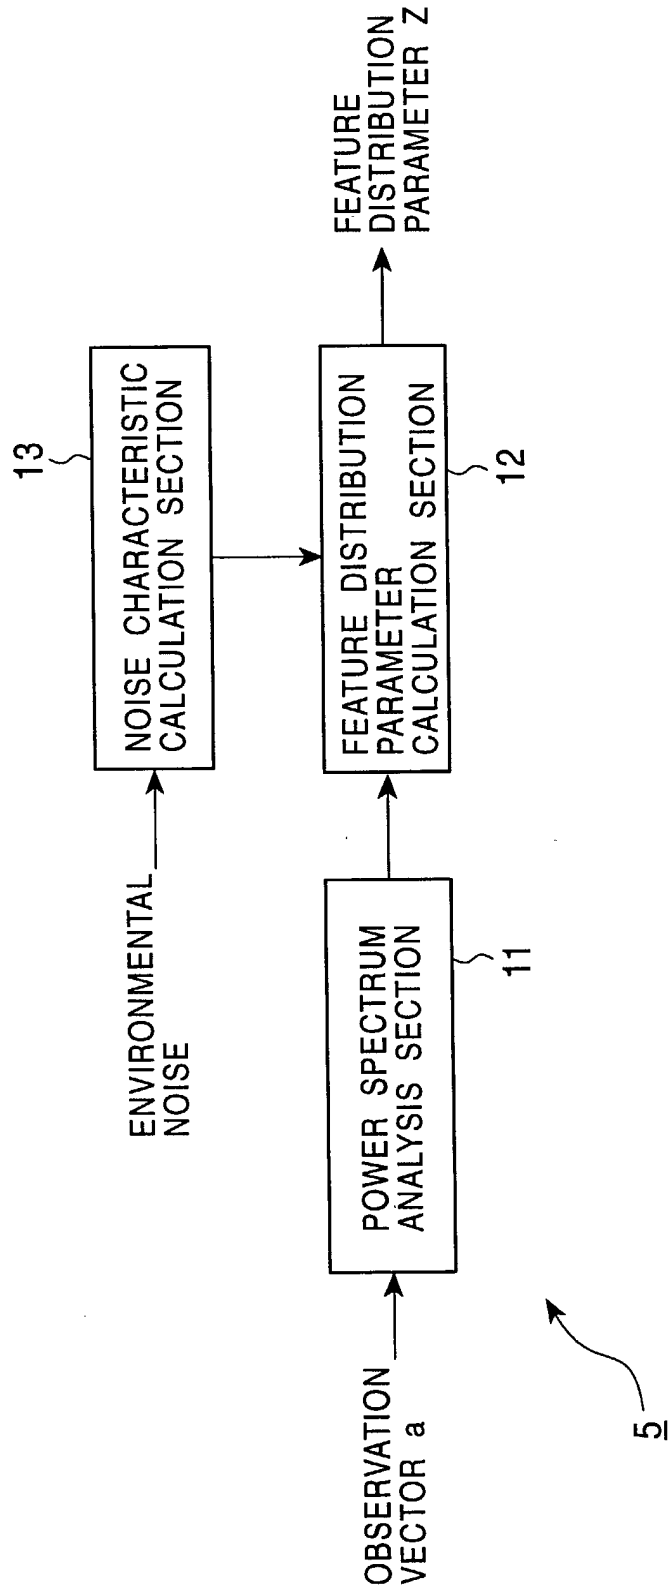 13
NOISE CHARACTERISTIC
CALCULATION SECTION
ENVIRONMENTAL
NOISE
FEATURE
DISTRIBUTION
PARAMETER Z
FEATURE DISTRIBUTION
PARAMETER
CALCULATION SECTION
12
POWER SPECTRUM
ANALYSIS SECTION
11
OBSERVATION
VECTOR a
5